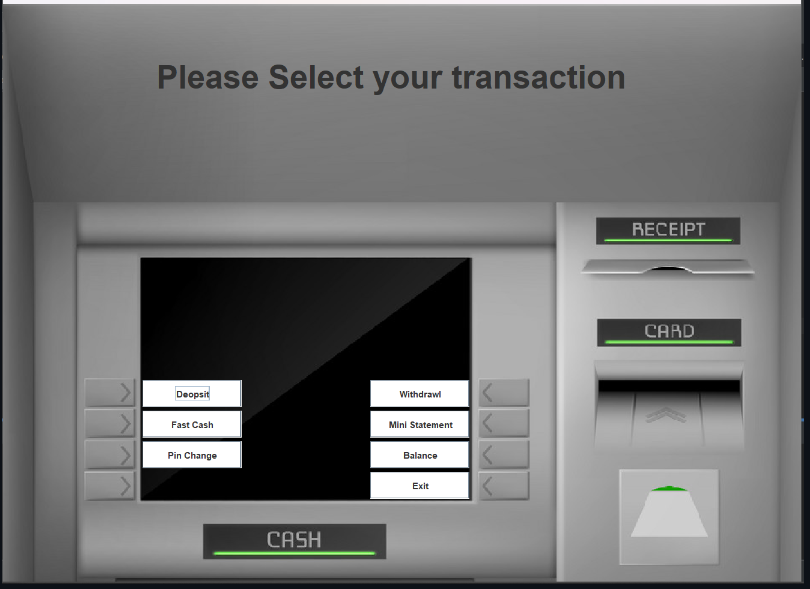 Please Select your transaction
RECEIPT
CARD
Deopsit
Withdrawl
Fast Cash
Mini Statement
Pin Change
Balance
Exit
CASH